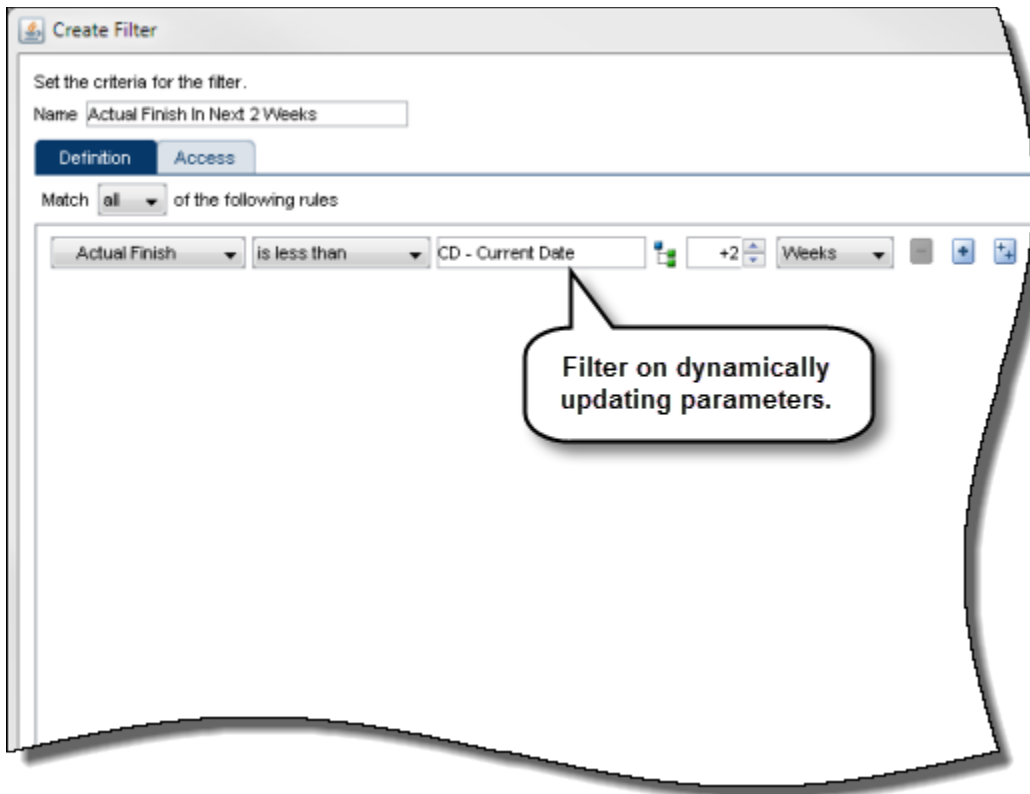 Create Filter
Set the criteria for the filter.
Name Actual Finish In Next 2 Weeks
Definition Access
Match all of the following rules
Actual Finish is less than CD - Current Date +2 Weeks
Filter on dynamically
updating parameters.